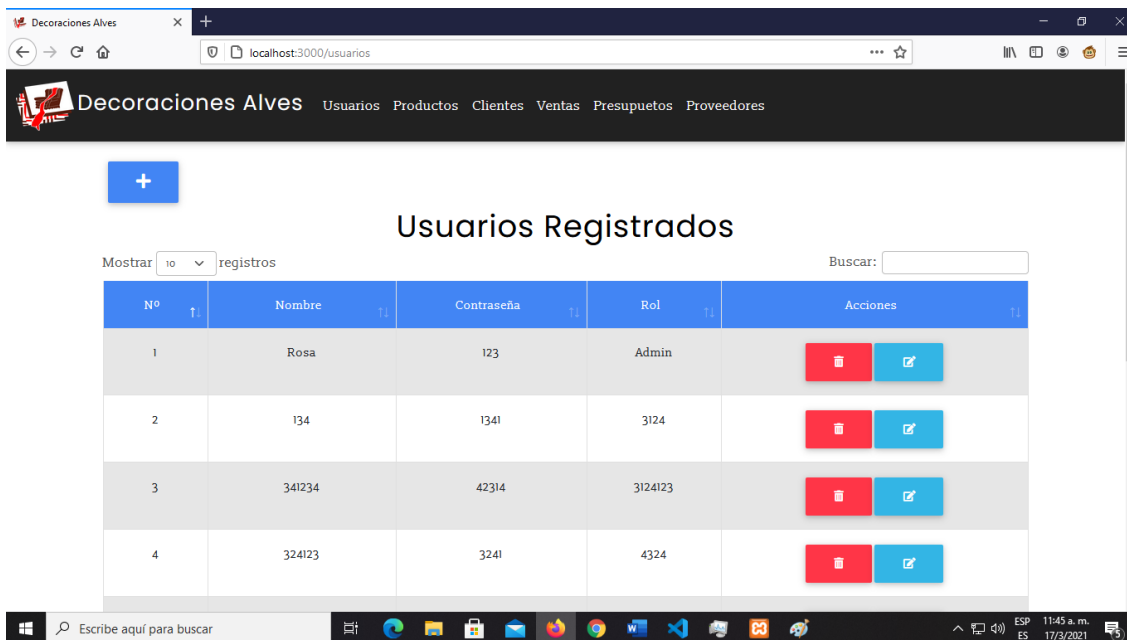 Decoraciones Alves
localhost:3000/usuarios
Decoraciones Alves Usuarios Productos Clientes Ventas Presupuetos Proveedores
Usuarios Registrados
Mostrar 10 registros Buscar:
Nº Nombre Contraseña Rol Acciones
1 Rosa 123 Admin
2 134 1341 3124
3 341234 42314 3124123
4 324123 3241 4324
Escribe aquí para buscar
ESP 11:45 a. m.
ES 17/3/2021 5